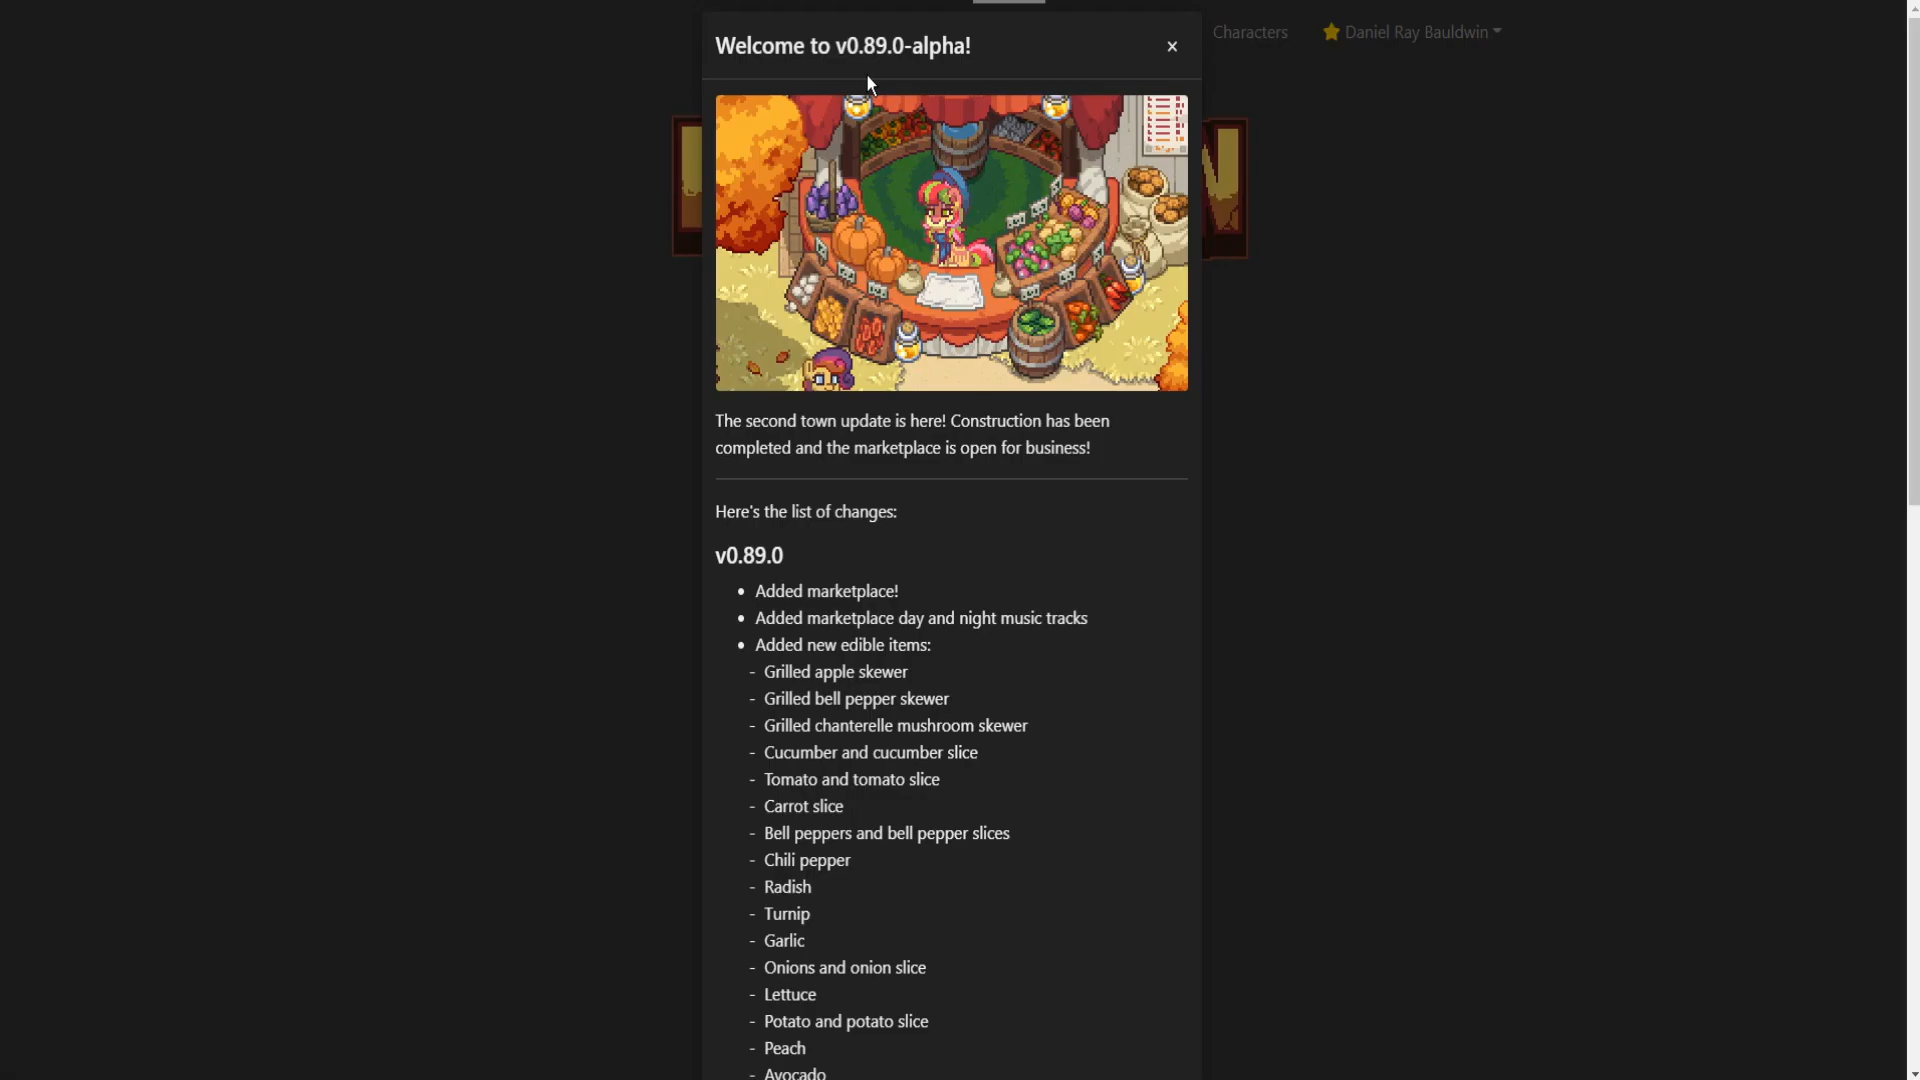 Welcome to v0.89.0-alpha!
×
Characters
Daniel Ray Bauldwin
The second town update is here! Construction has been
completed and the marketplace is open for business!
Here's the list of changes:
v0.89.0
• Added marketplace!
• Added marketplace day and night music tracks
• Added new edible items:
- Grilled apple skewer
- Grilled bell pepper skewer
- Grilled chanterelle mushroom skewer
- Cucumber and cucumber slice
- Tomato and tomato slice
- Carrot slice
- Bell peppers and bell pepper slices
- Chili pepper
- Radish
- Turnip
- Garlic
- Onions and onion slice
- Lettuce
- Potato and potato slice
- Peach
- Avocado